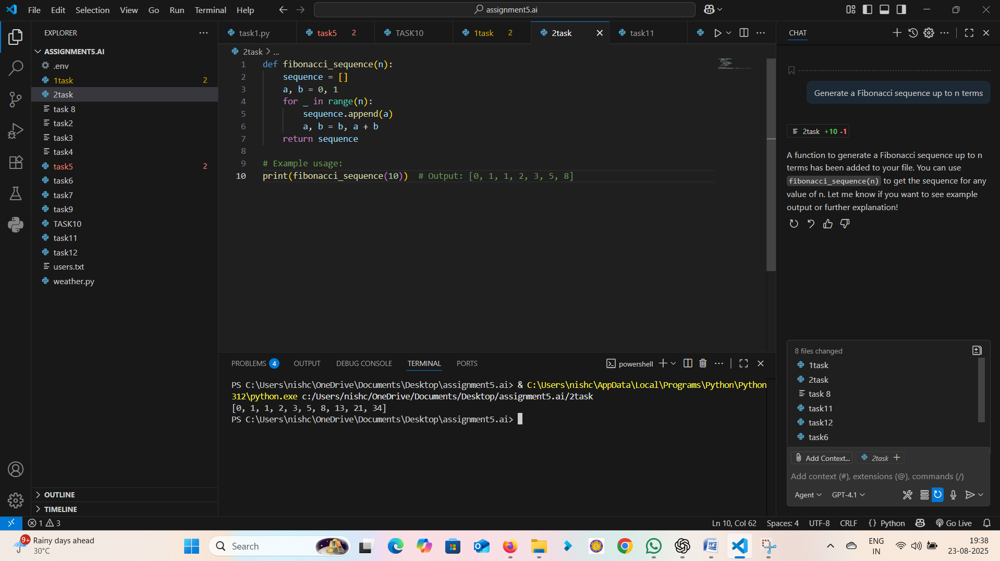 File Edit Selection View Go Run Terminal Help
assignment5.ai
EXPLORER
ASSIGNMENT5.AI
.env
1task 2
2task
task 8
task2
task3
task4
task5 2
task6
task7
task9
TASK10
task11
task12
users.txt
weather.py
OUTLINE
TIMELINE
task1.py task5 2 TASK10 1task 2 2task task11
2task > ...
1 def fibonacci_sequence(n):
2 sequence = []
3 a, b = 0, 1
4 for _ in range(n):
5 sequence.append(a)
6 a, b = b, a + b
7 return sequence
8
9 # Example usage:
10 print(fibonacci_sequence(10)) # Output: [0, 1, 1, 2, 3, 5, 8]
PROBLEMS 4 OUTPUT DEBUG CONSOLE TERMINAL PORTS
powershell
PS C:\Users\nishc\OneDrive\Documents\Desktop\assignment5.ai> & C:\Users\nishc\AppData\Local\Programs\Python\Python
312\python.exe c:/Users/nishc/OneDrive/Documents/Desktop/assignment5.ai/2task
[0, 1, 1, 2, 3, 5, 8, 13, 21, 34]
PS C:\Users\nishc\OneDrive\Documents\Desktop\assignment5.ai>
CHAT
Generate a Fibonacci sequence up to n terms
2task +10 -1
A function to generate a Fibonacci sequence up to n
terms has been added to your file. You can use
fibonacci_sequence(n) to get the sequence for any
value of n. Let me know if you want to see example
output or further explanation!
8 files changed
1task
2task
task 8
task11
task12
task6
Add Context... 2task +
Add context (#), extensions (@), commands (/)
Agent GPT-4.1
1 3
Ln 10, Col 62 Spaces: 4 UTF-8 CRLF {} Python Go Live
9+ Rainy days ahead
30°C
Search
ENG
IN
19:38
23-08-2025